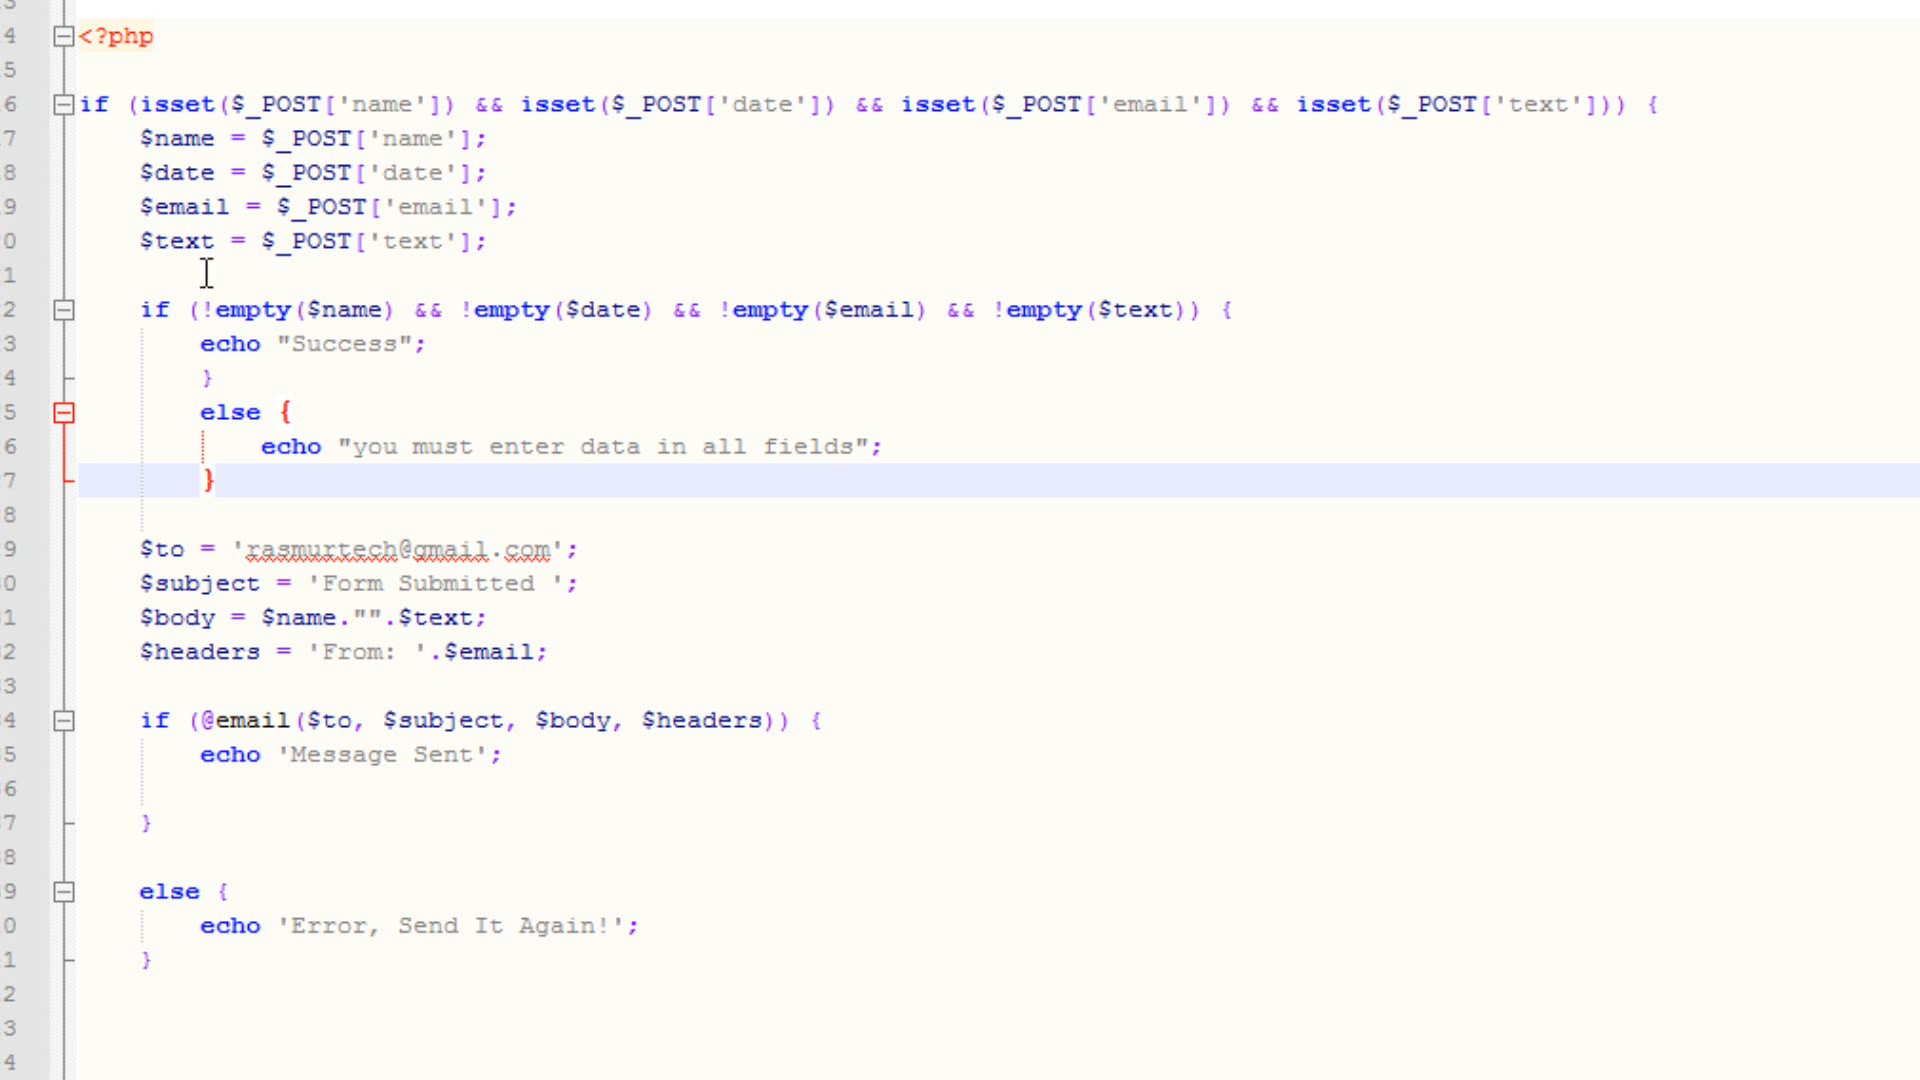 3
4 <?php
5
6 if (isset($_POST['name']) && isset($_POST['date']) && isset($_POST['email']) && isset($_POST['text'])) {
7 $name = $_POST['name'];
8 $date = $_POST['date'];
9 $email = $_POST['email'];
0 $text = $_POST['text'];
1
2 if (!empty($name) && !empty($date) && !empty($email) && !empty($text)) {
3 echo "Success";
4 }
5 else {
6 echo "you must enter data in all fields";
7 }
8
9 $to = 'rasmurtech@gmail.com';
0 $subject = 'Form Submitted ';
1 $body = $name."".$text;
2 $headers = 'From: '.$email;
3
4 if (@email($to, $subject, $body, $headers)) {
5 echo 'Message Sent';
6
7 }
8
9 else {
0 echo 'Error, Send It Again!';
1 }
2
3
4